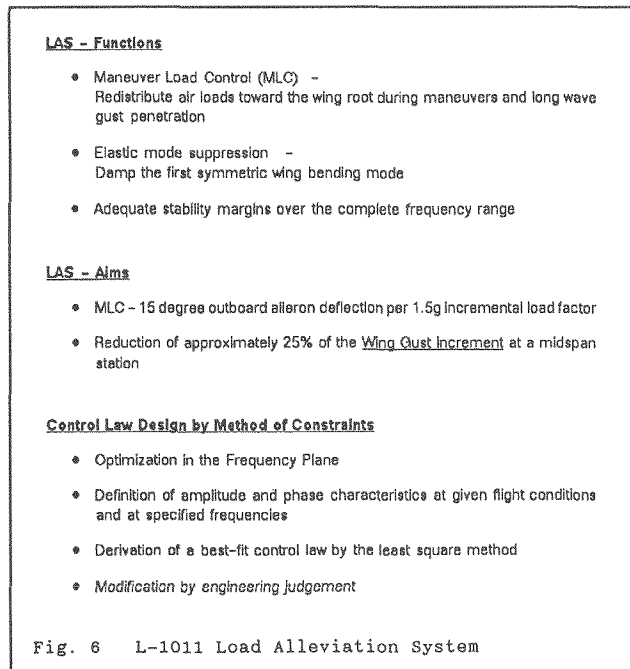 LAS - Functions
• Maneuver Load Control (MLC) -
Redistribute air loads toward the wing root during maneuvers and long wave
gust penetration
• Elastic mode suppression -
Damp the first symmetric wing bending mode
• Adequate stability margins over the complete frequency range
LAS - Aims
• MLC - 15 degree outboard aileron deflection per 1.5g incremental load factor
• Reduction of approximately 25% of the Wing Gust Increment at a midspan
station
Control Law Design by Method of Constraints
• Optimization in the Frequency Plane
• Definition of amplitude and phase characteristics at given flight conditions
and at specified frequencies
• Derivation of a best-fit control law by the least square method
• Modification by engineering judgement
Fig. 6 L-1011 Load Alleviation System